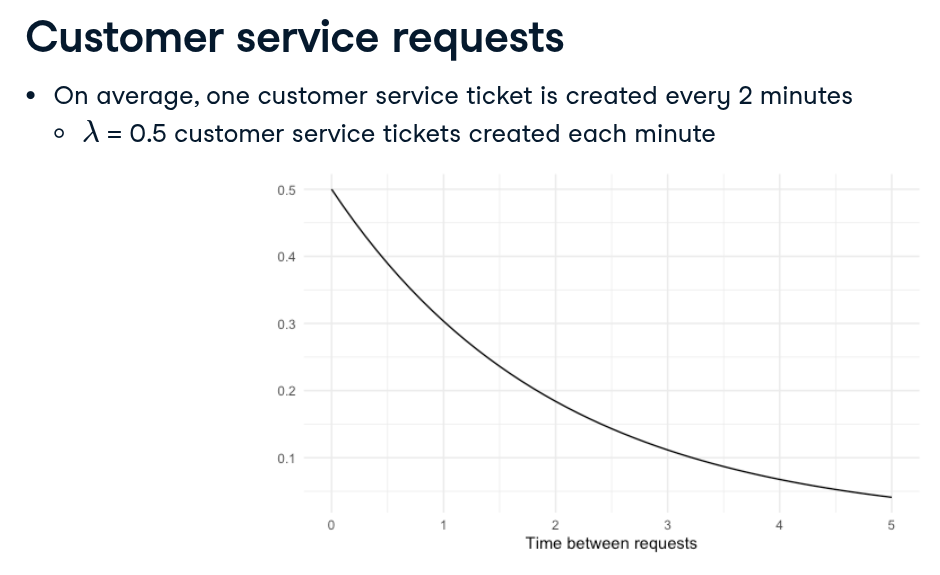 Customer service requests
• On average, one customer service ticket is created every 2 minutes
∘ λ = 0.5 customer service tickets created each minute
0.5
0.4
0.3
0.2
0.1
0 1 2 3 4 5
Time between requests